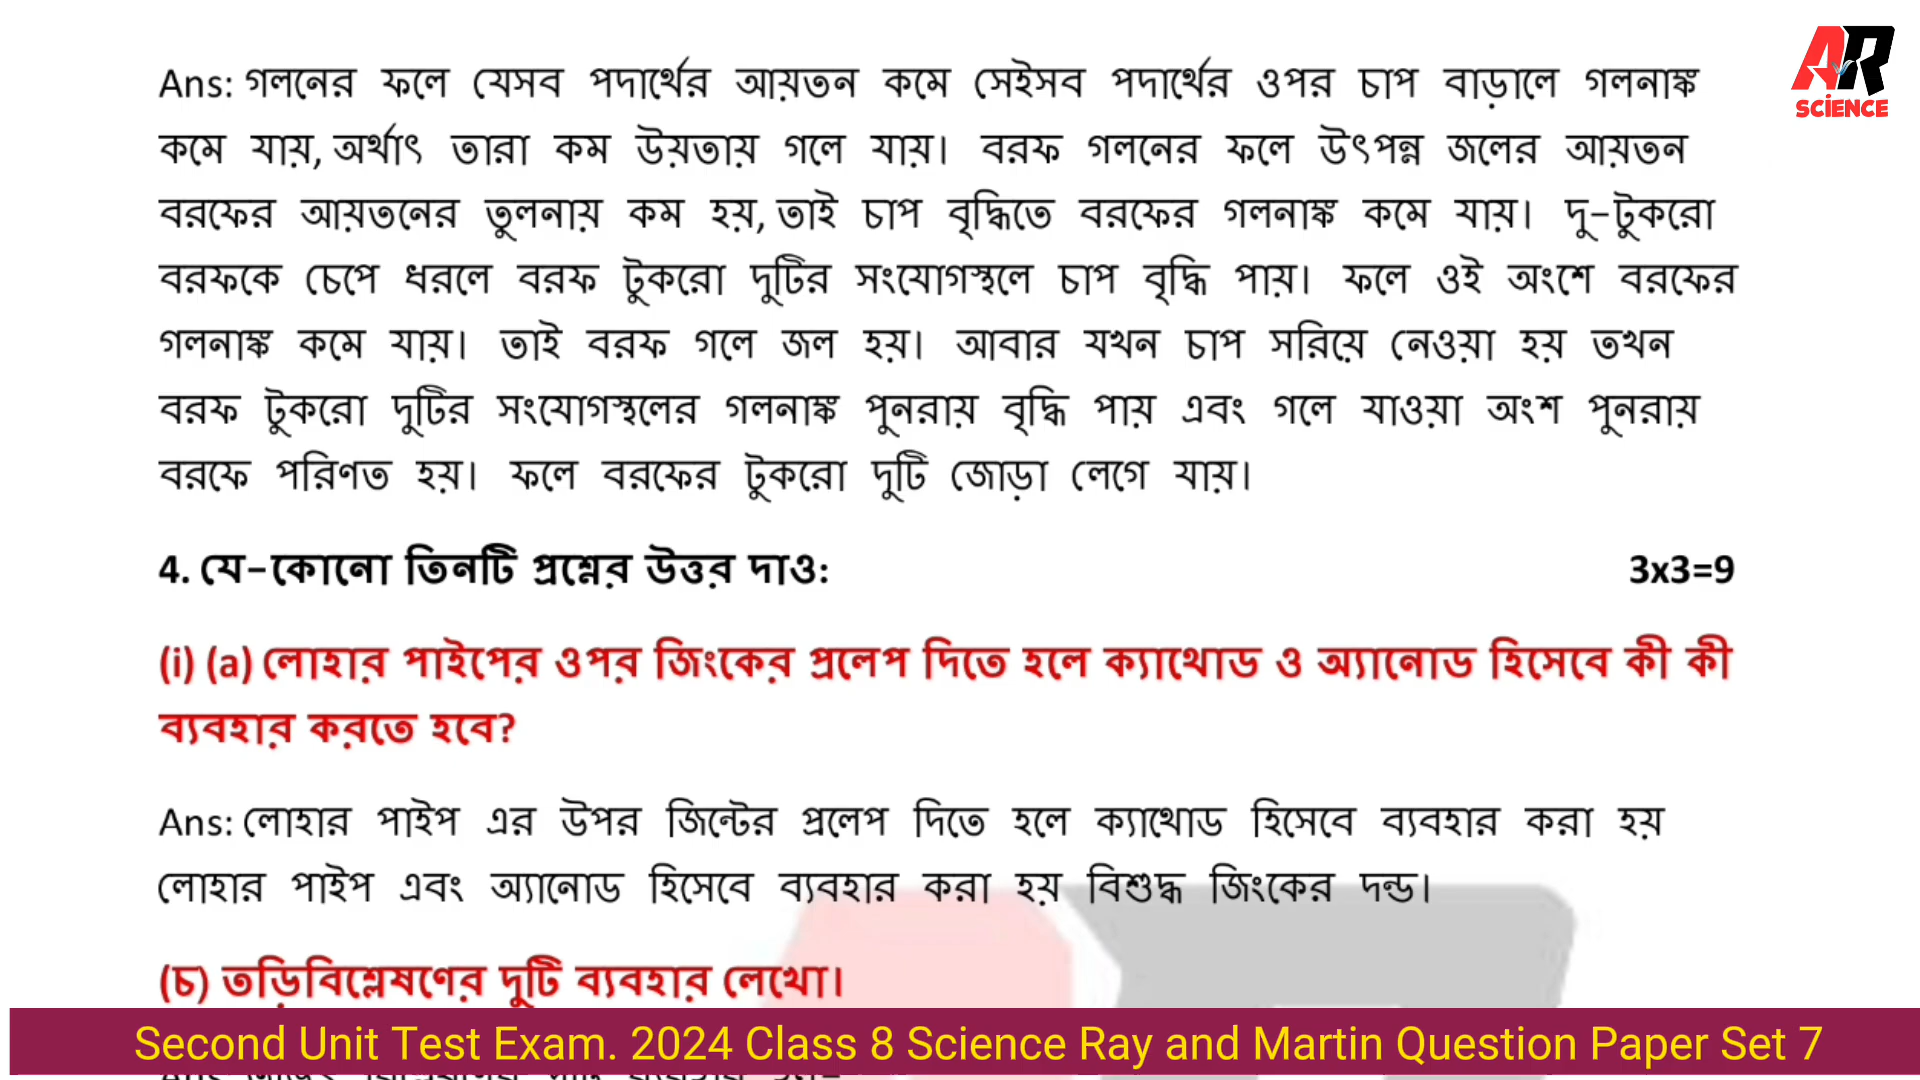 AR
SCIENCE
Ans: গলনের ফলে যেসব পদার্থের আয়তন কমে সেইসব পদার্থের ওপর চাপ বাড়ালে গলনাঙ্ক
কমে যায়, অর্থাৎ তারা কম উয়তায় গলে যায়। বরফ গলনের ফলে উৎপন্ন জলের আয়তন
বরফের আয়তনের তুলনায় কম হয়, তাই চাপ বৃদ্ধিতে বরফের গলনাঙ্ক কমে যায়। দু-টুকরো
বরফকে চেপে ধরলে বরফ টুকরো দুটির সংযোগস্থলে চাপ বৃদ্ধি পায়। ফলে ওই অংশে বরফের
গলনাঙ্ক কমে যায়। তাই বরফ গলে জল হয়। আবার যখন চাপ সরিয়ে নেওয়া হয় তখন
বরফ টুকরো দুটির সংযোগস্থলের গলনাঙ্ক পুনরায় বৃদ্ধি পায় এবং গলে যাওয়া অংশ পুনরায়
বরফে পরিণত হয়। ফলে বরফের টুকরো দুটি জোড়া লেগে যায়।
4. যে-কোনো তিনটি প্রশ্নের উত্তর দাও: 3x3=9
(i) (a) লোহার পাইপের ওপর জিংকের প্রলেপ দিতে হলে ক্যাথোড ও অ্যানোড হিসেবে কী কী
ব্যবহার করতে হবে?
Ans: লোহার পাইপ এর উপর জিন্টের প্রলেপ দিতে হলে ক্যাথোড হিসেবে ব্যবহার করা হয়
লোহার পাইপ এবং অ্যানোড হিসেবে ব্যবহার করা হয় বিশুদ্ধ জিংকের দন্ড।
(চ) তড়িবিশ্লেষণের দুটি ব্যবহার লেখো।
Second Unit Test Exam. 2024 Class 8 Science Ray and Martin Question Paper Set 7